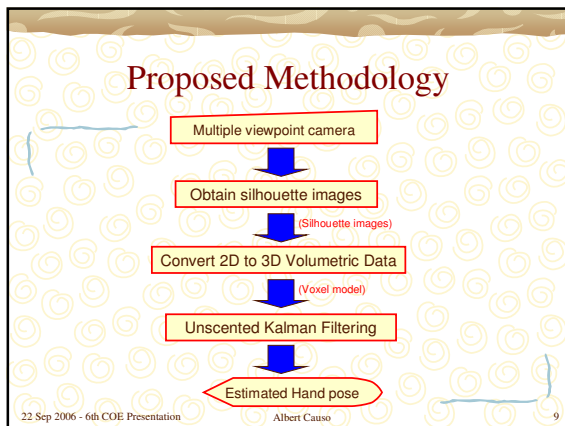 Proposed Methodology
Multiple viewpoint camera
Obtain silhouette images
(Silhouette images)
Convert 2D to 3D Volumetric Data
(Voxel model)
Unscented Kalman Filtering
Estimated Hand pose
22 Sep 2006 - 6th COE Presentation Albert Causo 9